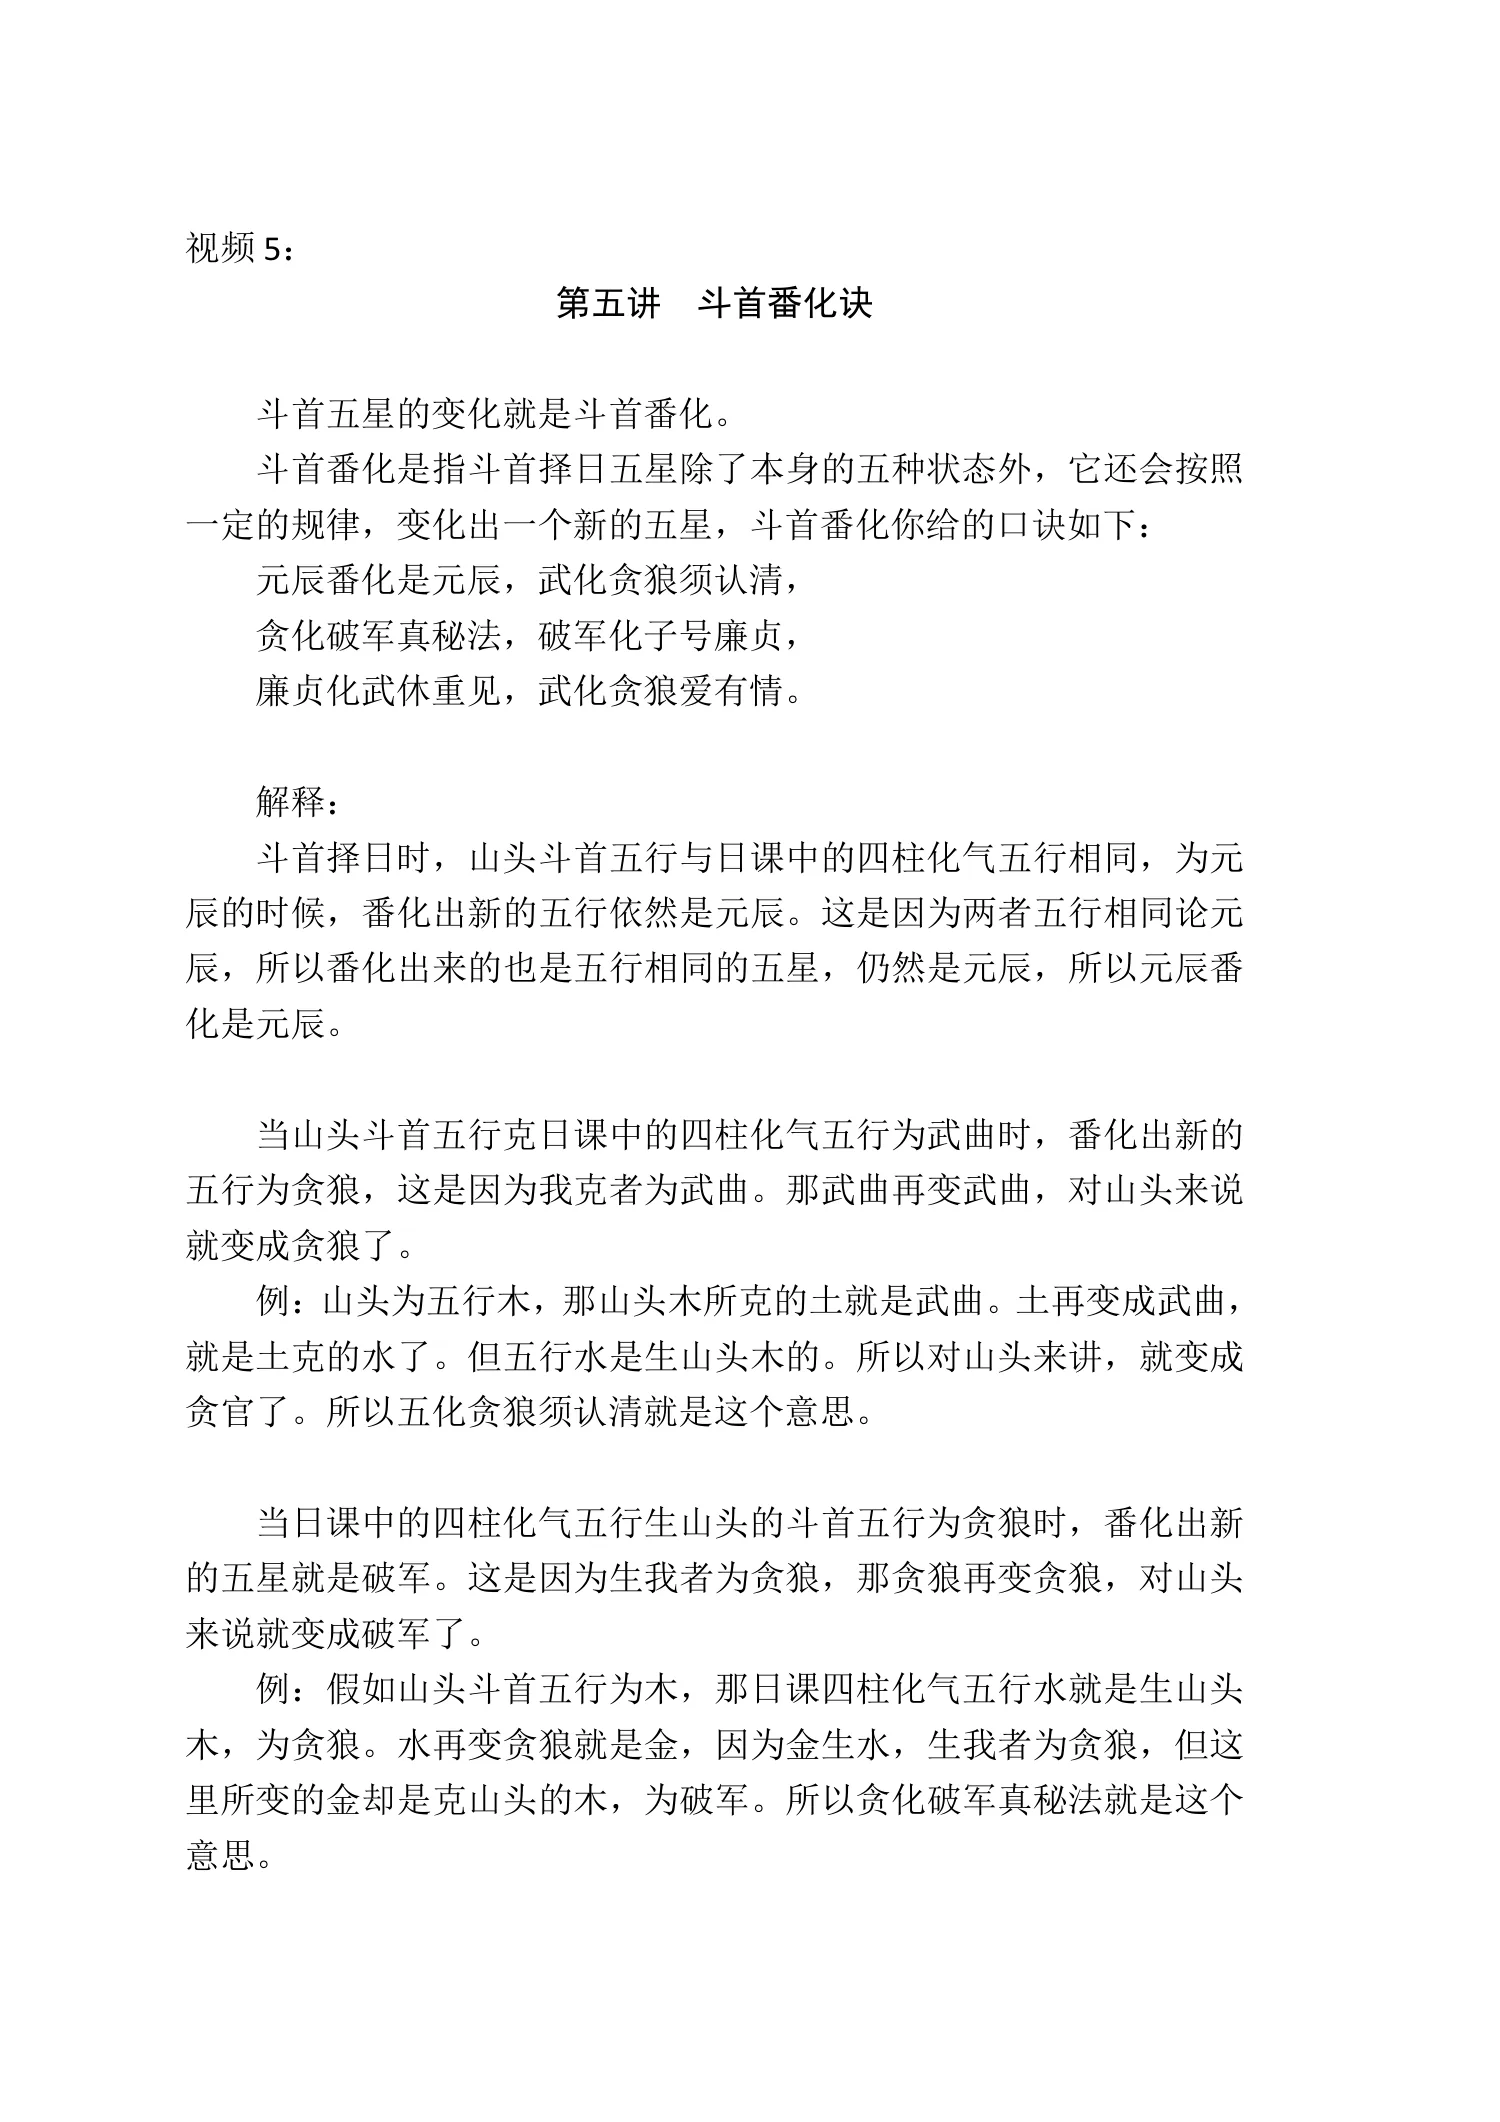 视频 5：
第五讲　斗首番化诀
斗首五星的变化就是斗首番化。
斗首番化是指斗首择日五星除了本身的五种状态外，它还会按照
一定的规律，变化出一个新的五星，斗首番化你给的口诀如下：
元辰番化是元辰，武化贪狼须认清，
贪化破军真秘法，破军化子号廉贞，
廉贞化武休重见，武化贪狼爱有情。
解释：
斗首择日时，山头斗首五行与日课中的四柱化气五行相同，为元
辰的时候，番化出新的五行依然是元辰。这是因为两者五行相同论元
辰，所以番化出来的也是五行相同的五星，仍然是元辰，所以元辰番
化是元辰。
当山头斗首五行克日课中的四柱化气五行为武曲时，番化出新的
五行为贪狼，这是因为我克者为武曲。那武曲再变武曲，对山头来说
就变成贪狼了。
例：山头为五行木，那山头木所克的土就是武曲。土再变成武曲，
就是土克的水了。但五行水是生山头木的。所以对山头来讲，就变成
贪官了。所以五化贪狼须认清就是这个意思。
当日课中的四柱化气五行生山头的斗首五行为贪狼时，番化出新
的五星就是破军。这是因为生我者为贪狼，那贪狼再变贪狼，对山头
来说就变成破军了。
例：假如山头斗首五行为木，那日课四柱化气五行水就是生山头
木，为贪狼。水再变贪狼就是金，因为金生水，生我者为贪狼，但这
里所变的金却是克山头的木，为破军。所以贪化破军真秘法就是这个
意思。